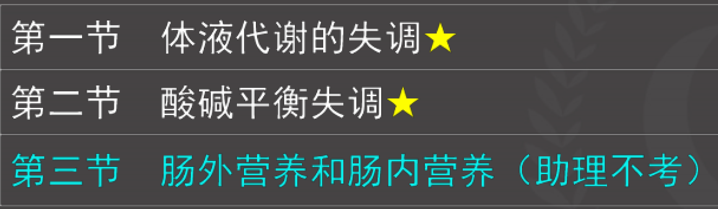 第一节 体液代谢的失调★
第二节 酸碱平衡失调★
第三节 肠外营养和肠内营养（助理不考）